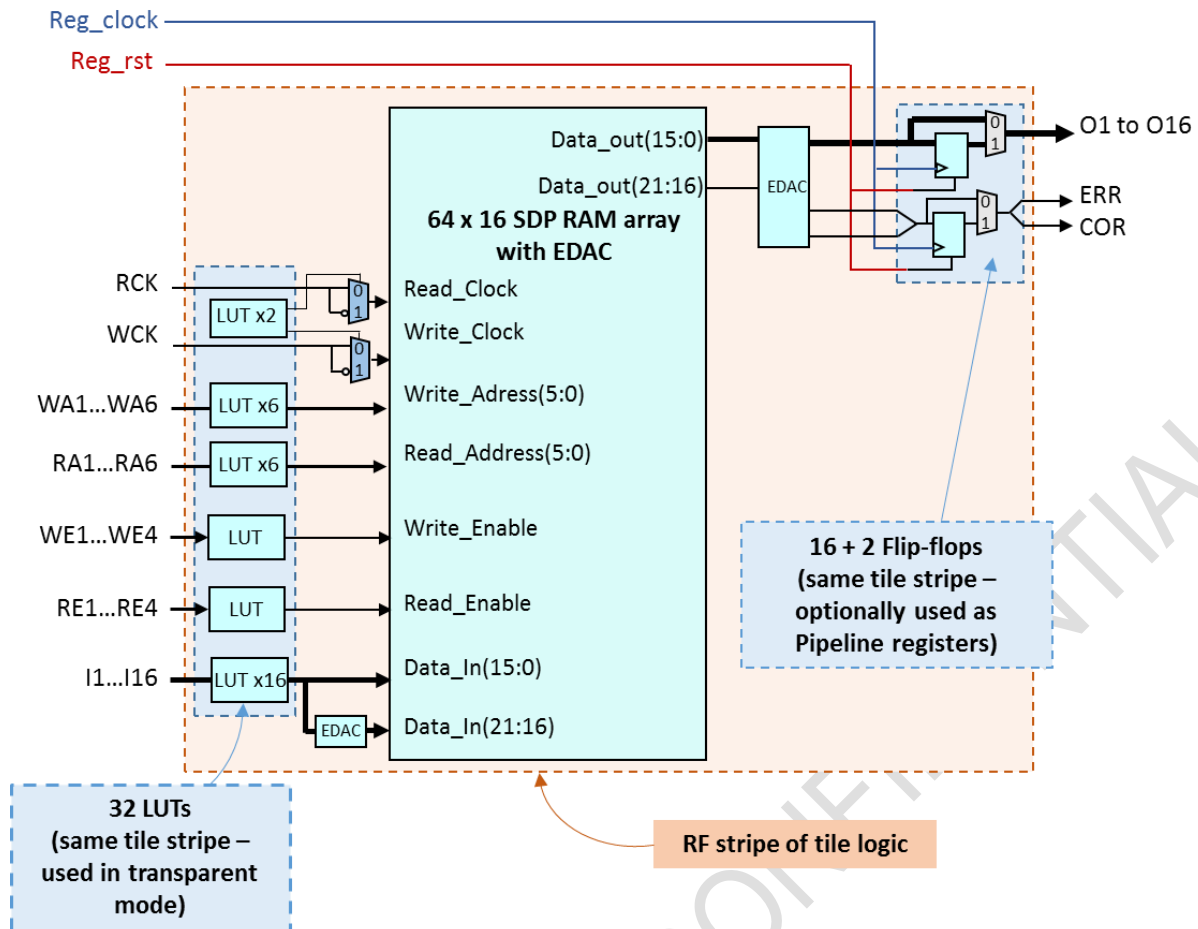 Reg_clock
Reg_rst
Data_out(15:0)
Data_out(21:16)
EDAC
64 x 16 SDP RAM array
with EDAC
0
1
0
1
O1 to O16
ERR
COR
RCK
WCK
LUT x2
0
1
0
1
Read_Clock
Write_Clock
WA1...WA6
LUT x6
Write_Adress(5:0)
RA1...RA6
LUT x6
Read_Address(5:0)
WE1...WE4
LUT
Write_Enable
RE1...RE4
LUT
Read_Enable
I1...I16
LUT x16
Data_In(15:0)
EDAC
Data_In(21:16)
16 + 2 Flip-flops
(same tile stripe –
optionally used as
Pipeline registers)
32 LUTs
(same tile stripe –
used in transparent
mode)
RF stripe of tile logic